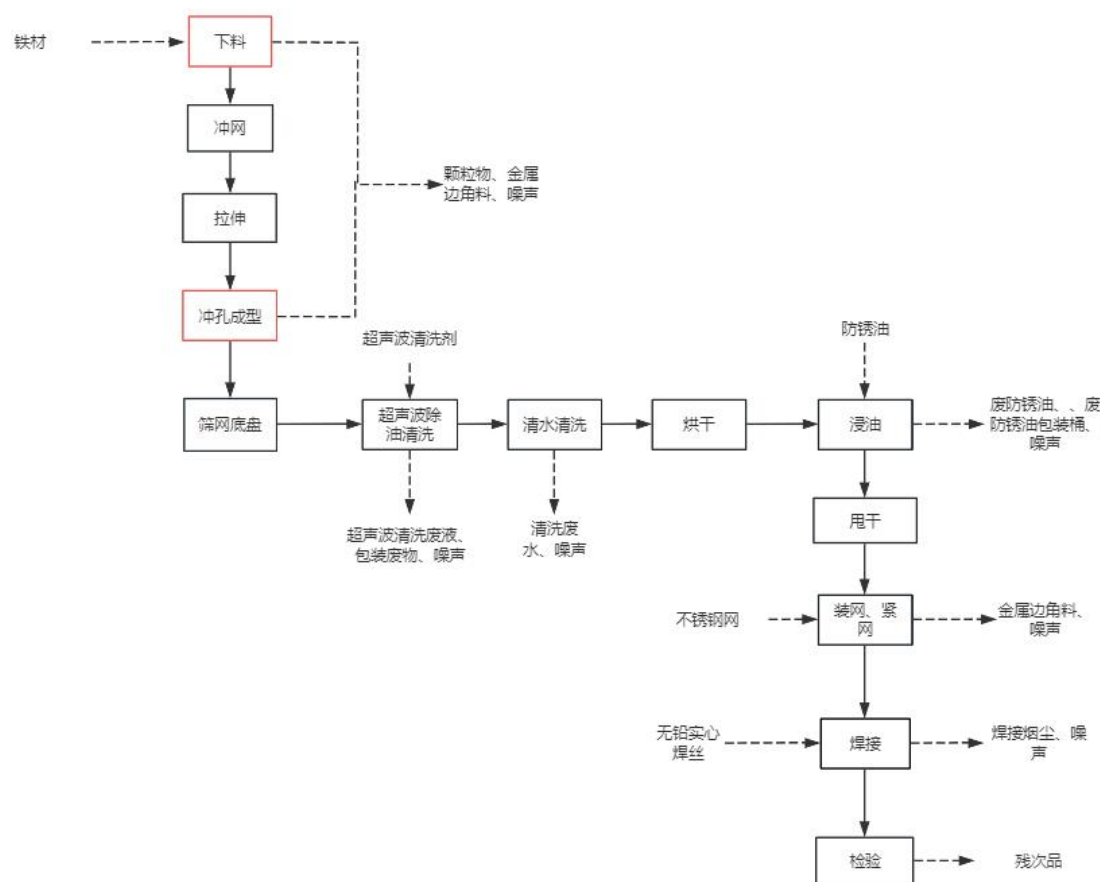 铁材
下料
冲网
颗粒物、金属
边角料、噪声
拉伸
冲孔成型
超声波清洗剂
防锈油
筛网底盘
超声波除
油清洗
清水清洗
烘干
浸油
废防锈油、、废
防锈油包装桶、
噪声
超声波清洗废液、
包装废物、噪声
清洗废
水、噪声
甩干
不锈钢网
装网、紧
网
金属边角料、
噪声
无铅实心
焊丝
焊接
焊接烟尘、噪
声
检验
残次品